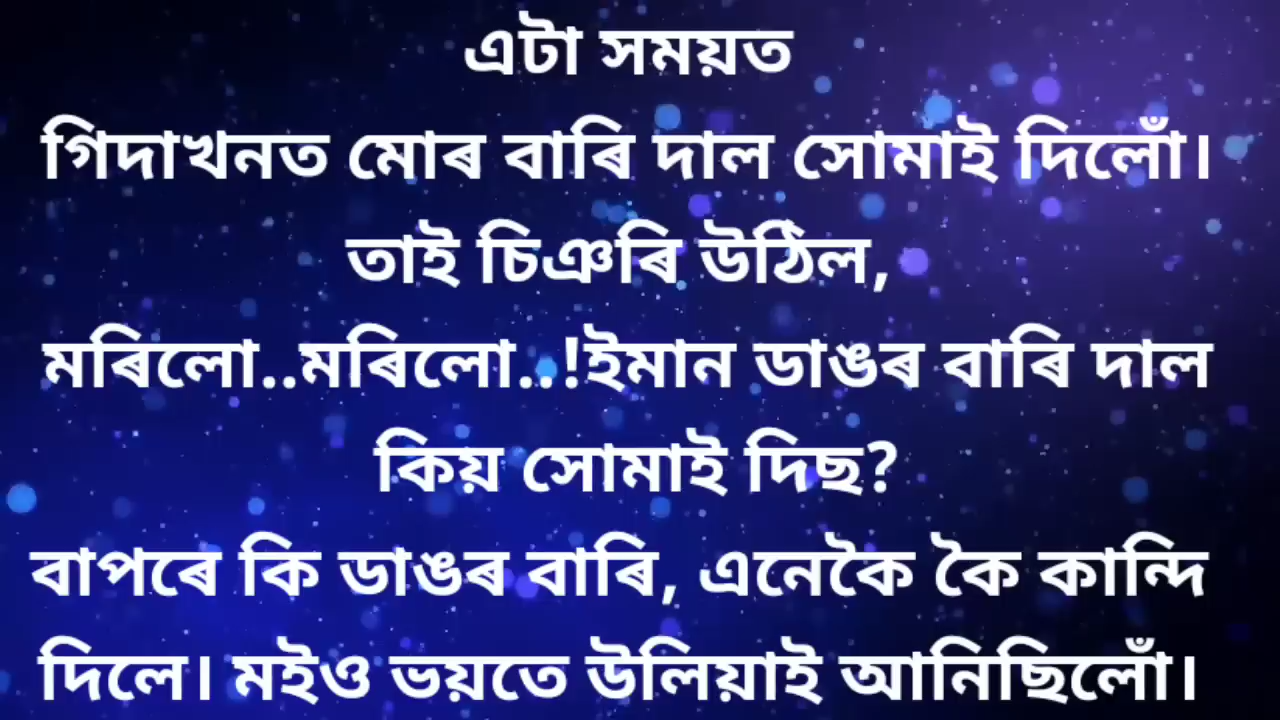 এটা সময়ত
গিদাখনত মোৰ বাৰি দাল সোমাই দিলোঁ।
তাই চিঞৰি উঠিল,
মৰিলো..মৰিলো..!ইমান ডাঙৰ বাৰি দাল
কিয় সোমাই দিছ?
বাপৰে কি ডাঙৰ বাৰি, এনেকৈ কৈ কান্দি
দিলে। মইও ভয়তে উলিয়াই আনিছিলোঁ।